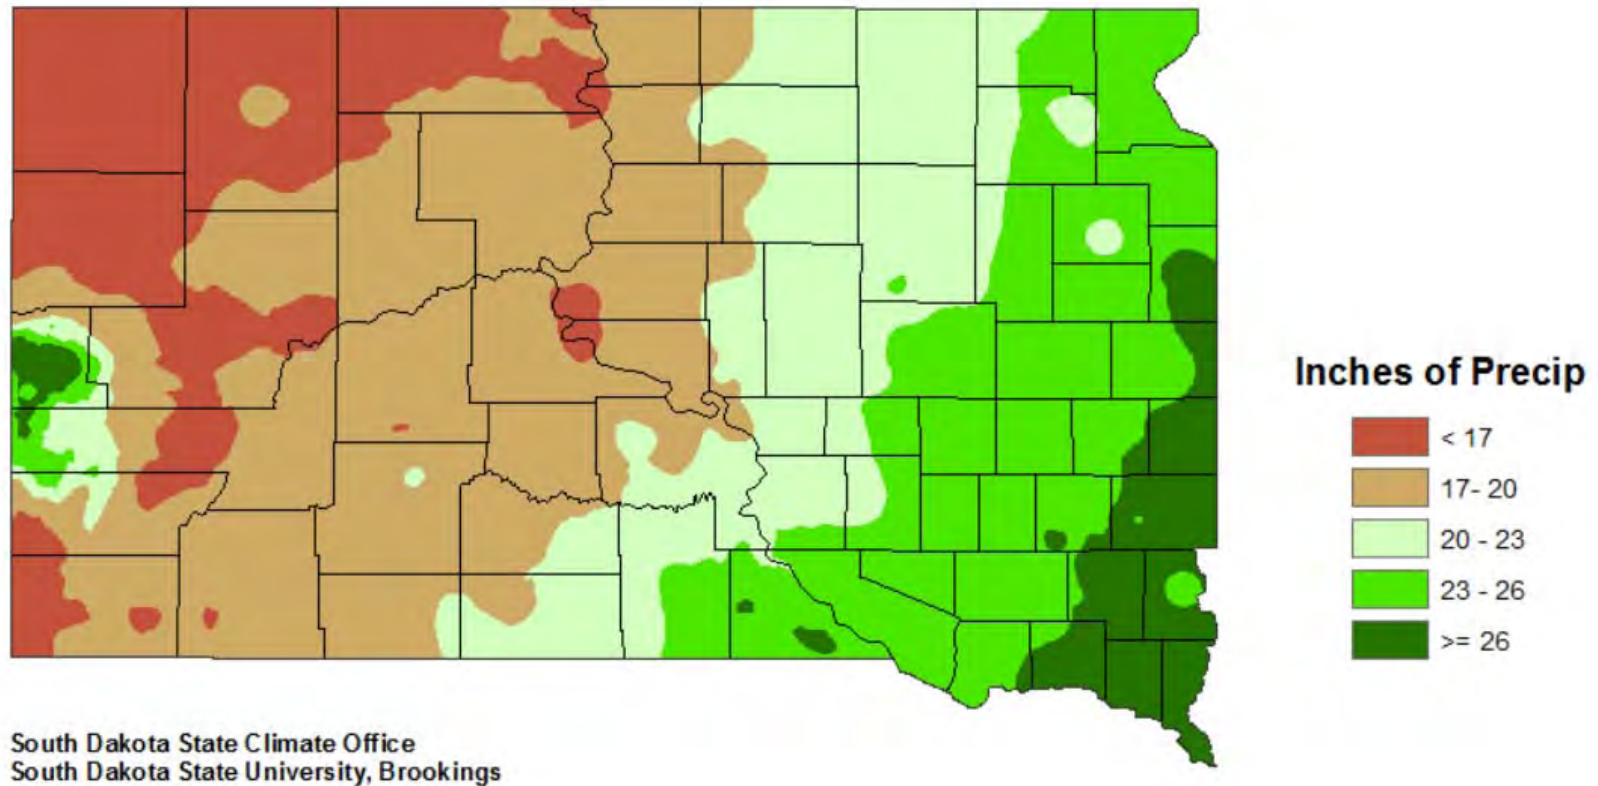 Inches of Precip
< 17
17- 20
20 - 23
23 - 26
>= 26
South Dakota State Climate Office
South Dakota State University, Brookings